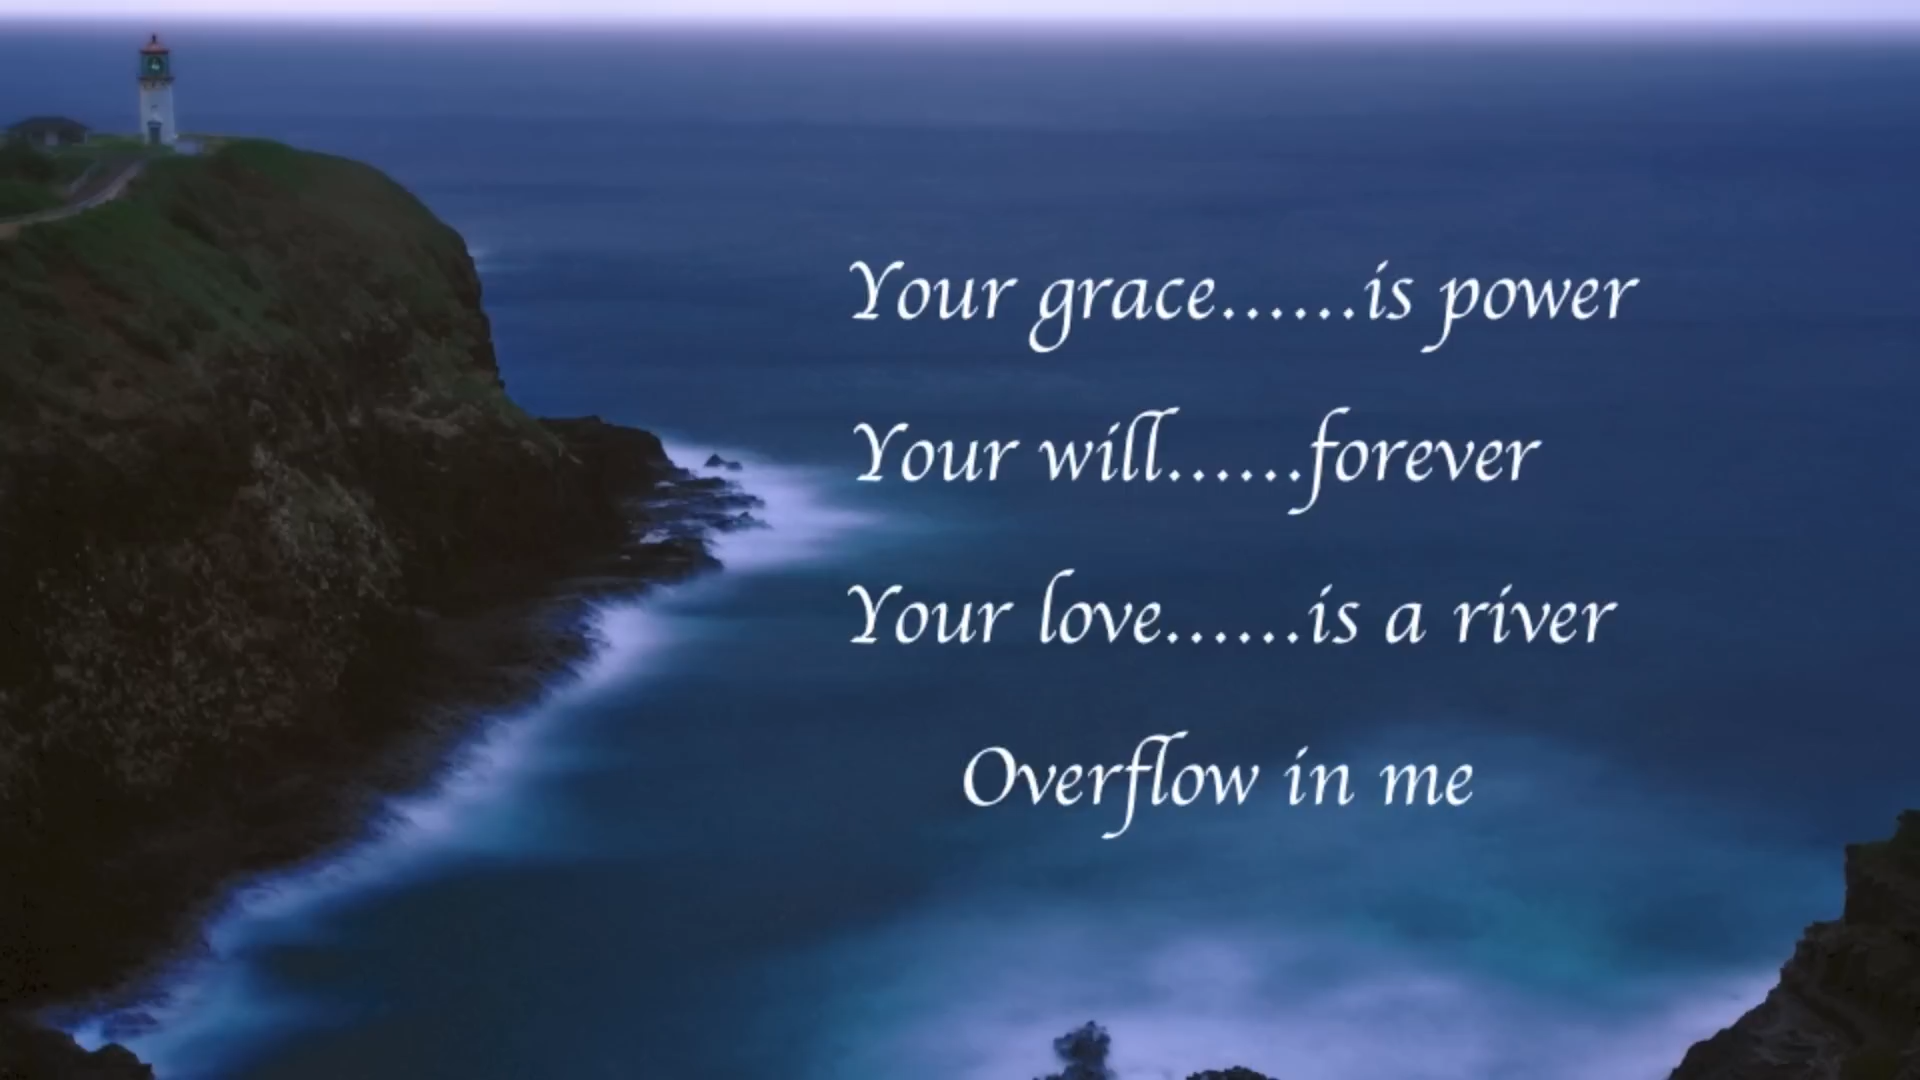 Your grace......is power
Your will......forever
Your love......is a river
Overflow in me